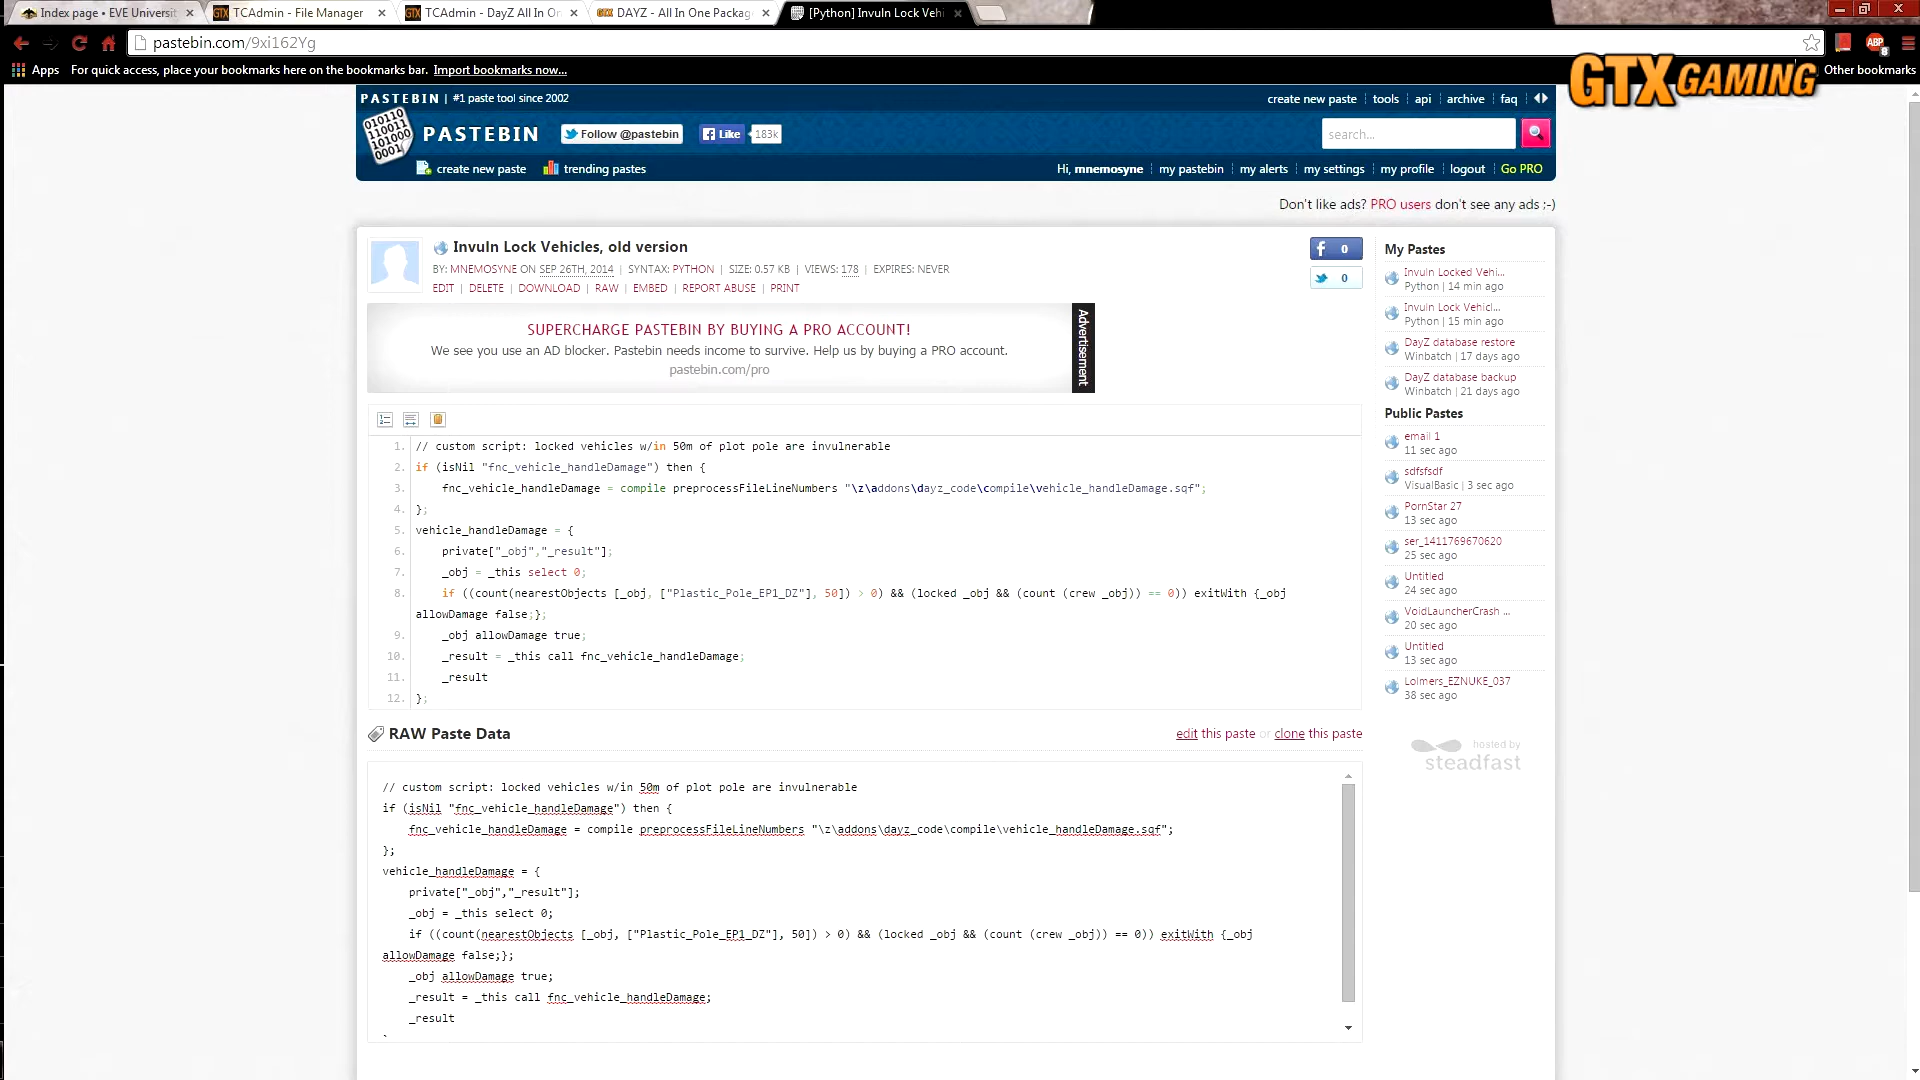 Index page • EVE Universit
TCAdmin - File Manager
TCAdmin - DayZ All In Or
DAYZ - All In One Packag
[Python] Invuln Lock Vehi
pastebin.com/9xi162Yg
ABP
Apps For quick access, place your bookmarks here on the bookmarks bar. Import bookmarks now...
Other bookmarks
GTX GAMING
PASTEBIN | #1 paste tool since 2002
create new paste tools api archive faq
PASTEBIN
Follow @pastebin
Like 183k
search...
create new paste trending pastes
Hi, mnemosyne my pastebin my alerts my settings my profile logout Go PRO
Don't like ads? PRO users don't see any ads ;-)
Invuln Lock Vehicles, old version
BY: MNEMOSYNE ON SEP 26TH, 2014 | SYNTAX: PYTHON | SIZE: 0.57 KB | VIEWS: 178 | EXPIRES: NEVER
EDIT | DELETE | DOWNLOAD | RAW | EMBED | REPORT ABUSE | PRINT
0
0
SUPERCHARGE PASTEBIN BY BUYING A PRO ACCOUNT!
We see you use an AD blocker. Pastebin needs income to survive. Help us by buying a PRO account.
pastebin.com/pro
Advertisement
1. // custom script: locked vehicles w/in 50m of plot pole are invulnerable
2. if (isNil "fnc_vehicle_handleDamage") then {
3. fnc_vehicle_handleDamage = compile preprocessFileLineNumbers "\z\addons\dayz_code\compile\vehicle_handleDamage.sqf";
4. };
5. vehicle_handleDamage = {
6. private["_obj","_result"];
7. _obj = _this select 0;
8. if ((count(nearestObjects [_obj, ["Plastic_Pole_EP1_DZ"], 50]) > 0) && (locked _obj && (count (crew _obj)) == 0)) exitWith {_obj
allowDamage false;};
9. _obj allowDamage true;
10. _result = _this call fnc_vehicle_handleDamage;
11. _result
12. };
RAW Paste Data
edit this paste or clone this paste
// custom script: locked vehicles w/in 50m of plot pole are invulnerable
if (isNil "fnc_vehicle_handleDamage") then {
fnc_vehicle_handleDamage = compile preprocessFileLineNumbers "\z\addons\dayz_code\compile\vehicle_handleDamage.sqf";
};
vehicle_handleDamage = {
private["_obj","_result"];
_obj = _this select 0;
if ((count(nearestObjects [_obj, ["Plastic_Pole_EP1_DZ"], 50]) > 0) && (locked _obj && (count (crew _obj)) == 0)) exitWith {_obj
allowDamage false;};
_obj allowDamage true;
_result = _this call fnc_vehicle_handleDamage;
_result
My Pastes
Invuln Locked Vehi...
Python | 14 min ago
Invuln Lock Vehicl...
Python | 15 min ago
DayZ database restore
Winbatch | 17 days ago
DayZ database backup
Winbatch | 21 days ago
Public Pastes
email 1
11 sec ago
sdfsfsdf
VisualBasic | 3 sec ago
PornStar 27
13 sec ago
ser_1411769670620
25 sec ago
Untitled
24 sec ago
VoidLauncherCrash ...
20 sec ago
Untitled
13 sec ago
Lolmers_EZNUKE_037
38 sec ago
hosted by
steadfast